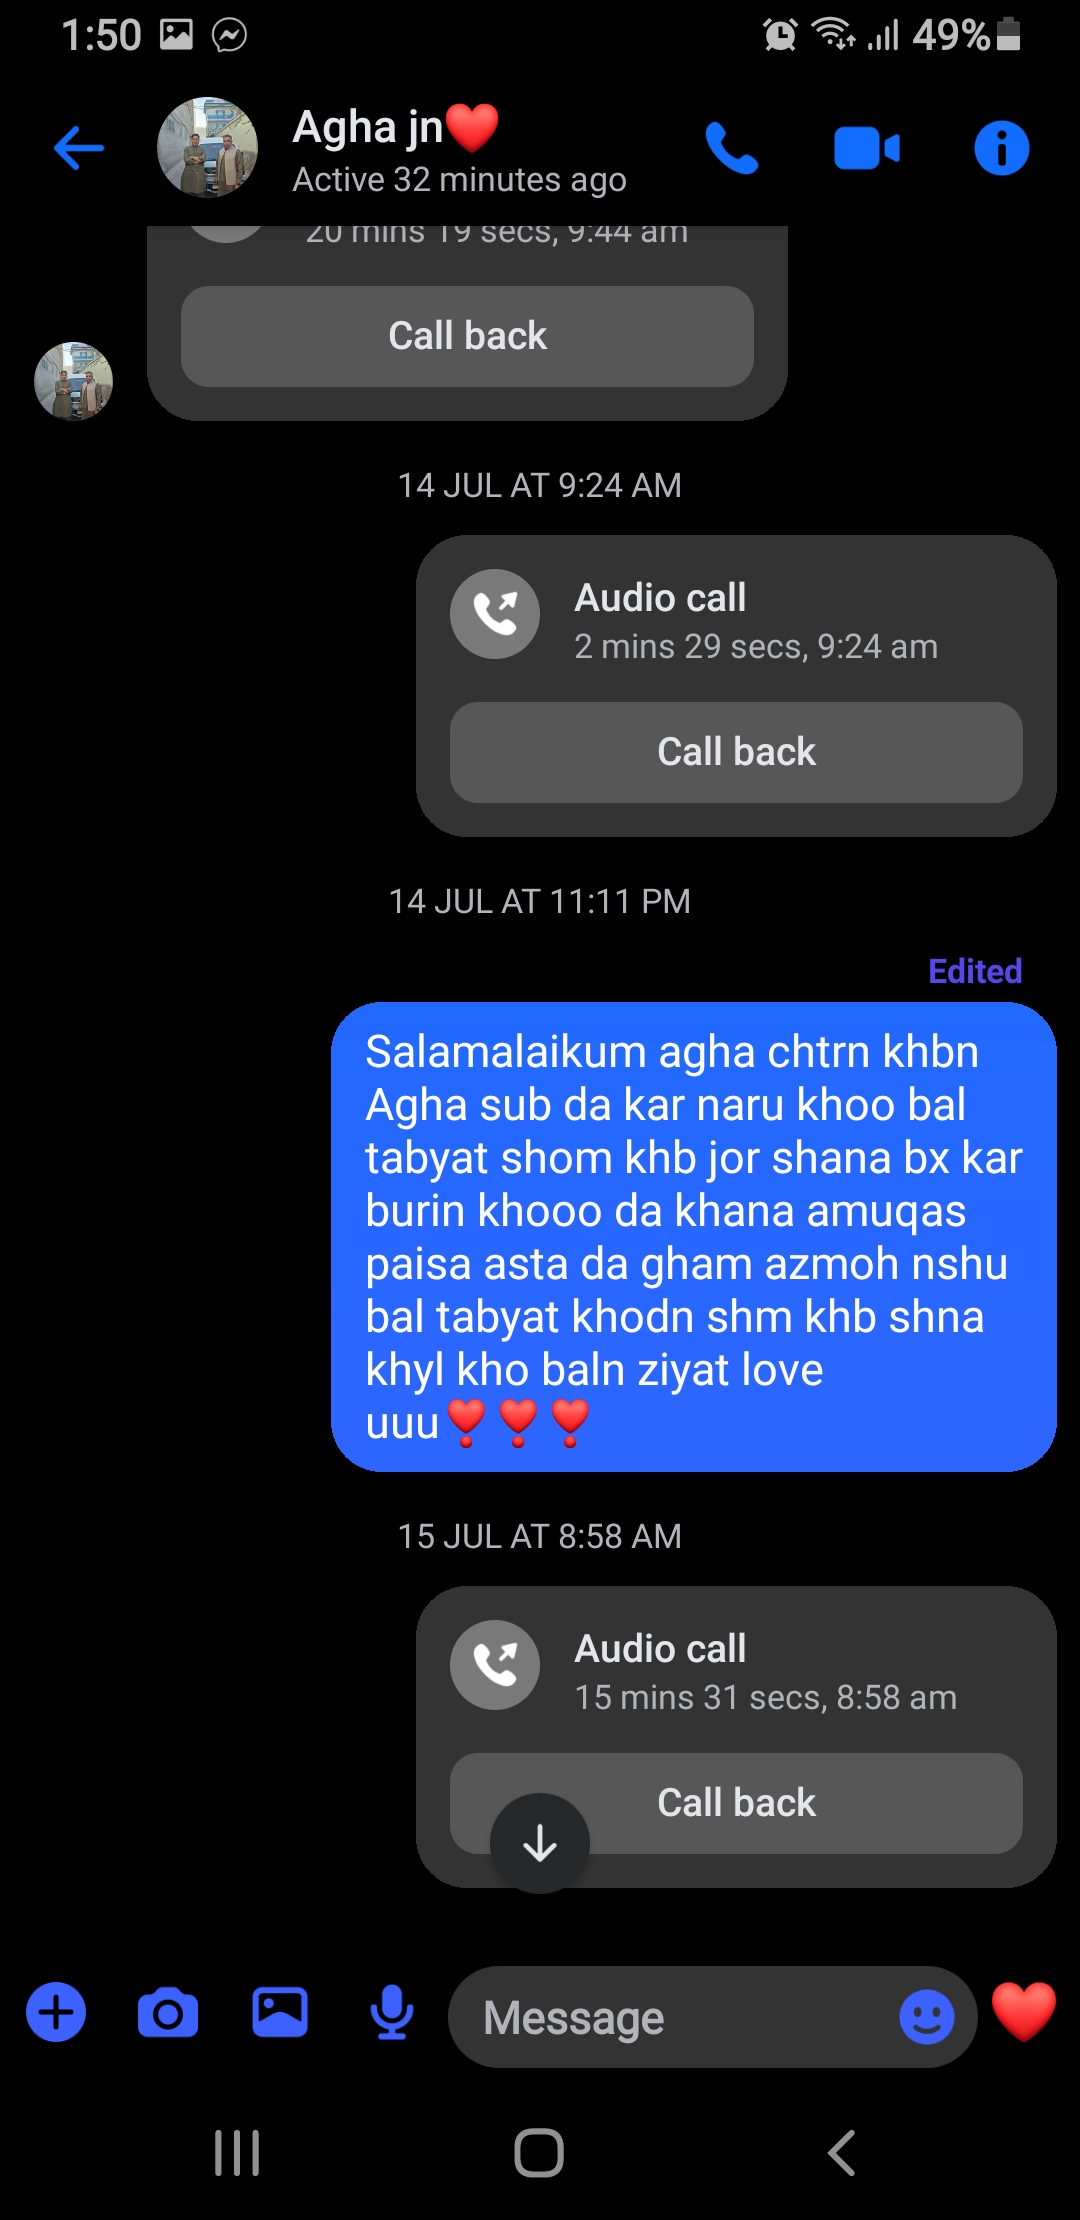 1:50 49%
Agha jn❤️
Active 32 minutes ago
20 mins 19 secs, 9:44 am
Call back
14 JUL AT 9:24 AM
Audio call
2 mins 29 secs, 9:24 am
Call back
14 JUL AT 11:11 PM
Edited
Salamalaikum agha chtrn khbn
Agha sub da kar naru khoo bal
tabyat shom khb jor shana bx kar
burin khooo da khana amuqas
paisa asta da gham azmoh nshu
bal tabyat khodn shm khb shna
khyl kho baln ziyat love
uuu❣️❣️❣️
15 JUL AT 8:58 AM
Audio call
15 mins 31 secs, 8:58 am
Call back
Message